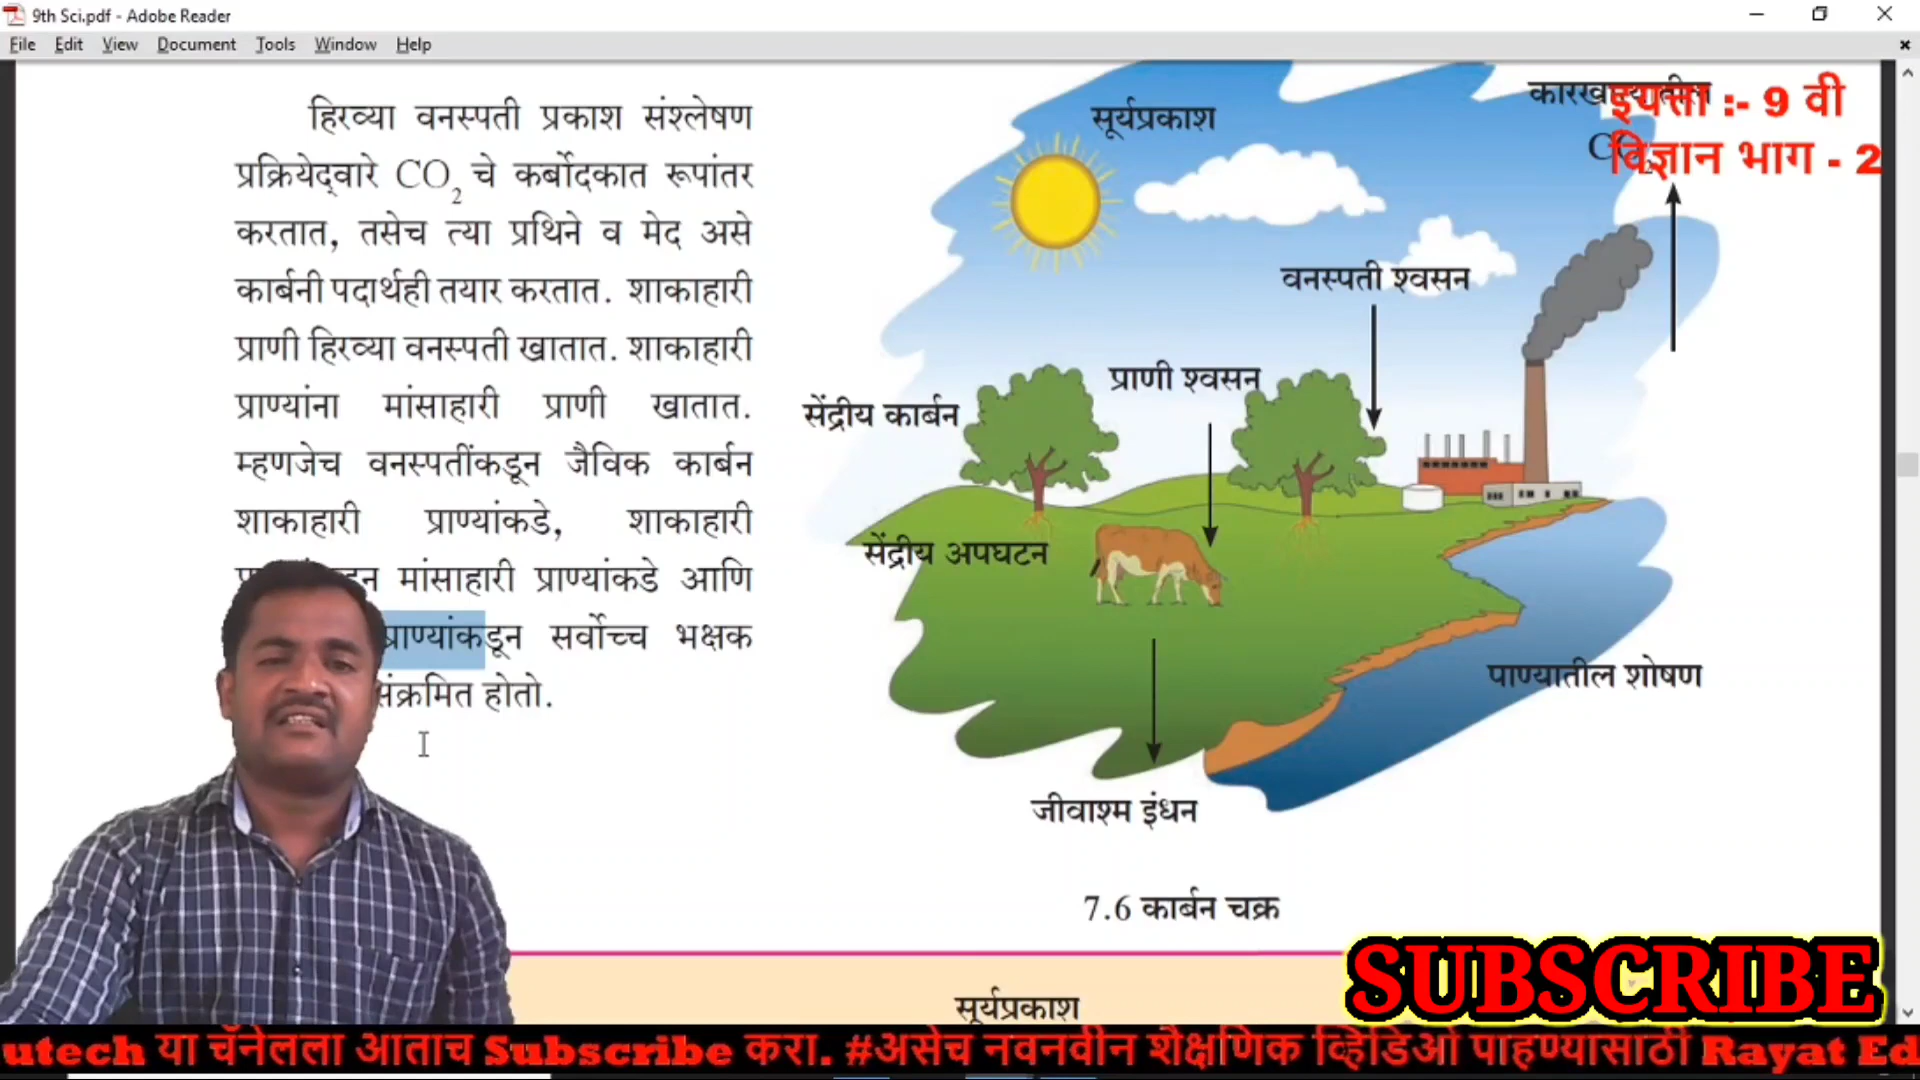 9th Sci.pdf - Adobe Reader
File Edit View Document Tools Window Help
हिरव्या वनस्पती प्रकाश संश्लेषण
प्रक्रियेद्वारे CO₂ चे कर्बोदकात रूपांतर
करतात, तसेच त्या प्रथिने व मेद असे
कार्बनी पदार्थही तयार करतात. शाकाहारी
प्राणी हिरव्या वनस्पती खातात. शाकाहारी
प्राण्यांना मांसाहारी प्राणी खातात.
म्हणजेच वनस्पतींकडून जैविक कार्बन
शाकाहारी प्राण्यांकडे, शाकाहारी
मांसाहारी प्राण्यांकडे आणि
प्राण्यांकडून सर्वोच्च भक्षक
संक्रमित होतो.
सूर्यप्रकाश
इयत्ता :- 9 वी
विज्ञान भाग - 2
वनस्पती श्वसन
प्राणी श्वसन
सेंद्रीय कार्बन
सेंद्रीय अपघटन
पाण्यातील शोषण
जीवाश्म इंधन
7.6 कार्बन चक्र
सूर्यप्रकाश
SUBSCRIBE
utech या चॅनेलला आताच Subscribe करा. #असेच नवनवीन शैक्षणिक व्हिडिओ पाहण्यासाठी Rayat Ed